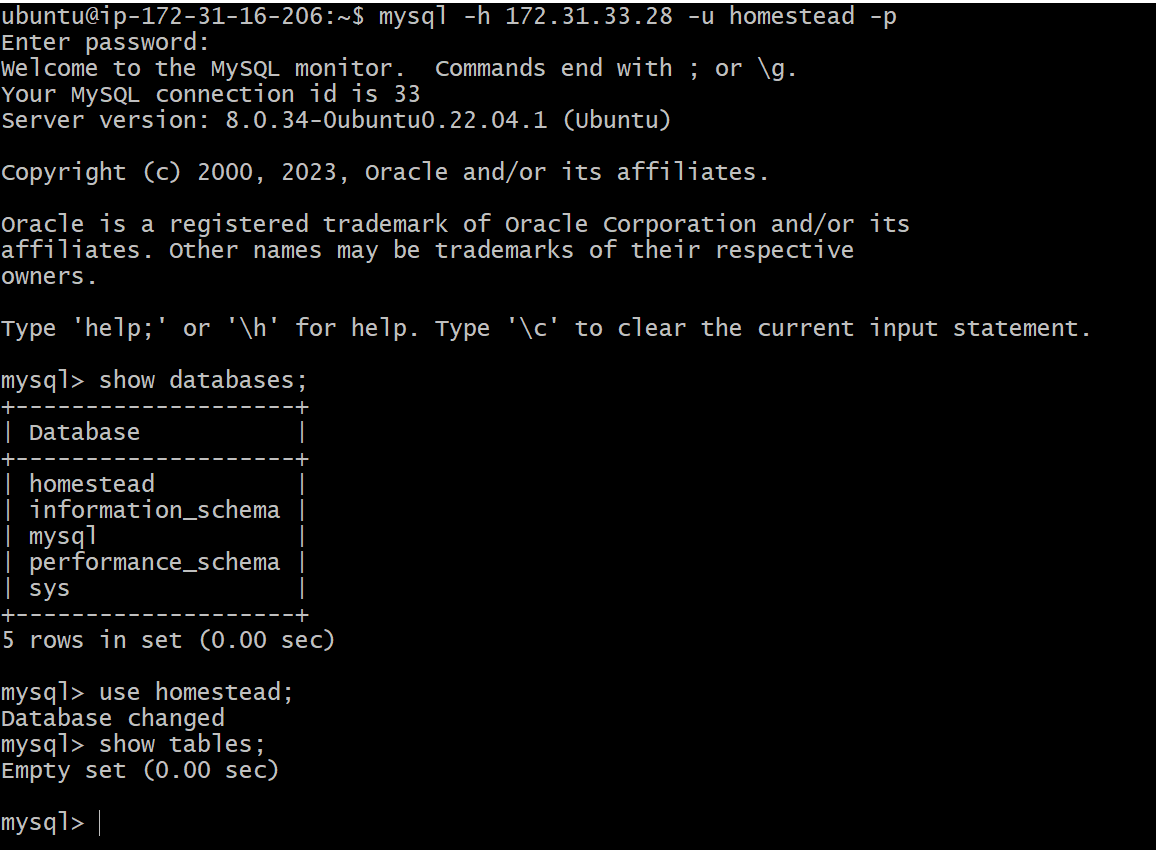 ubuntu@ip-172-31-16-206:~$ mysql -h 172.31.33.28 -u homestead -p
Enter password:
Welcome to the MySQL monitor.  Commands end with ; or \g.
Your MySQL connection id is 33
Server version: 8.0.34-0ubuntu0.22.04.1 (Ubuntu)

Copyright (c) 2000, 2023, Oracle and/or its affiliates.

Oracle is a registered trademark of Oracle Corporation and/or its
affiliates. Other names may be trademarks of their respective
owners.

Type 'help;' or '\h' for help. Type '\c' to clear the current input statement.

mysql> show databases;
+--------------------+
| Database           |
+--------------------+
| homestead          |
| information_schema |
| mysql              |
| performance_schema |
| sys                |
+--------------------+
5 rows in set (0.00 sec)

mysql> use homestead;
Database changed
mysql> show tables;
Empty set (0.00 sec)

mysql>